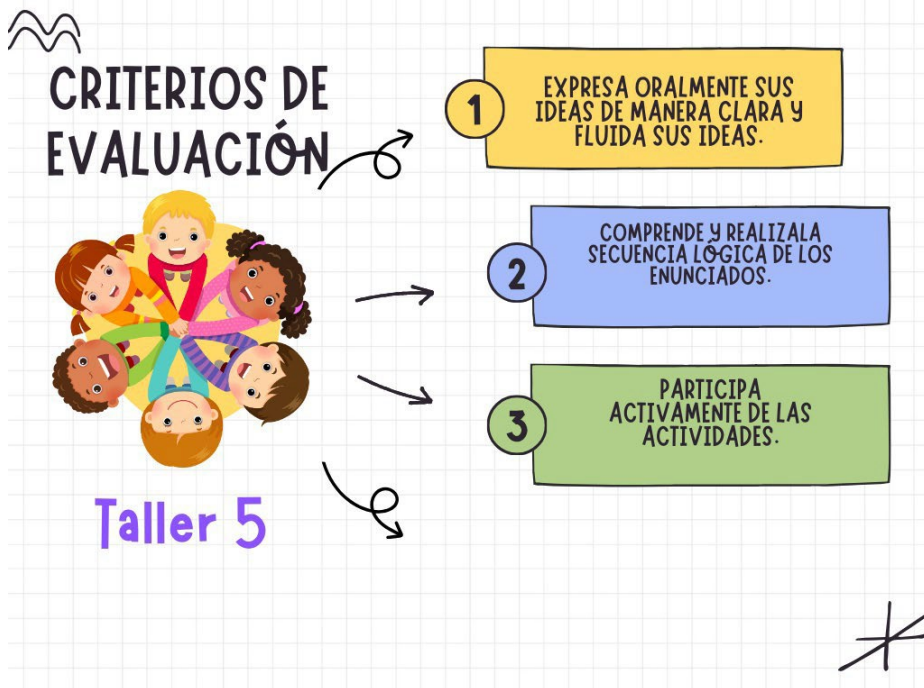 CRITERIOS DE
EVALUACIÓN
1
EXPRESA ORALMENTE SUS
IDEAS DE MANERA CLARA Y
FLUIDA SUS IDEAS.
2
COMPRENDE Y REALIZALA
SECUENCIA LÓGICA DE LOS
ENUNCIADOS.
3
PARTICIPA
ACTIVAMENTE DE LAS
ACTIVIDADES.
Taller 5